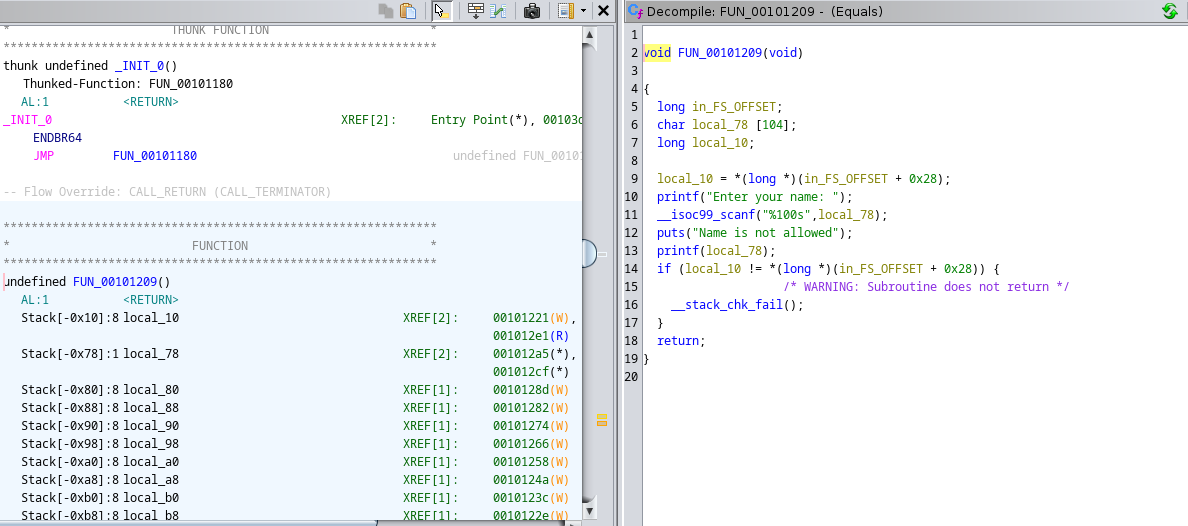 * THUNK FUNCTION *
****************************************************************
thunk undefined _INIT_0()
Thunked-Function: FUN_00101180
AL:1 <RETURN>
_INIT_0 XREF[2]: Entry Point(*),
ENDBR64
JMP FUN_00101180 undefined
-- Flow Override: CALL_RETURN (CALL_TERMINATOR)
****************************************************************
* FUNCTION *
****************************************************************
undefined FUN_00101209()
AL:1 <RETURN>
Stack[-0x10]:8 local_10 XREF[2]: 00101221(W),
001012e1(R)
Stack[-0x78]:1 local_78 XREF[2]: 001012a5(*),
001012cf(*)
Stack[-0x80]:8 local_80 XREF[1]: 0010128d(W)
Stack[-0x88]:8 local_88 XREF[1]: 00101282(W)
Stack[-0x90]:8 local_90 XREF[1]: 00101274(W)
Stack[-0x98]:8 local_98 XREF[1]: 00101266(W)
Stack[-0xa0]:8 local_a0 XREF[1]: 00101258(W)
Stack[-0xa8]:8 local_a8 XREF[1]: 0010124a(W)
Stack[-0xb0]:8 local_b0 XREF[1]: 0010123c(W)
Stack[-0xb8]:8 local_b8 XREF[1]: 0010122e(W)
Decompile: FUN_00101209 - (Equals)
1
2 void FUN_00101209(void)
3
4 {
5 long in_FS_OFFSET;
6 char local_78 [104];
7 long local_10;
8
9 local_10 = *(long *)(in_FS_OFFSET + 0x28);
10 printf("Enter your name: ");
11 __isoc99_scanf("%100s",local_78);
12 puts("Name is not allowed");
13 printf(local_78);
14 if (local_10 != *(long *)(in_FS_OFFSET + 0x28)) {
15 /* WARNING: Subroutine does not return */
16 __stack_chk_fail();
17 }
18 return;
19 }
20